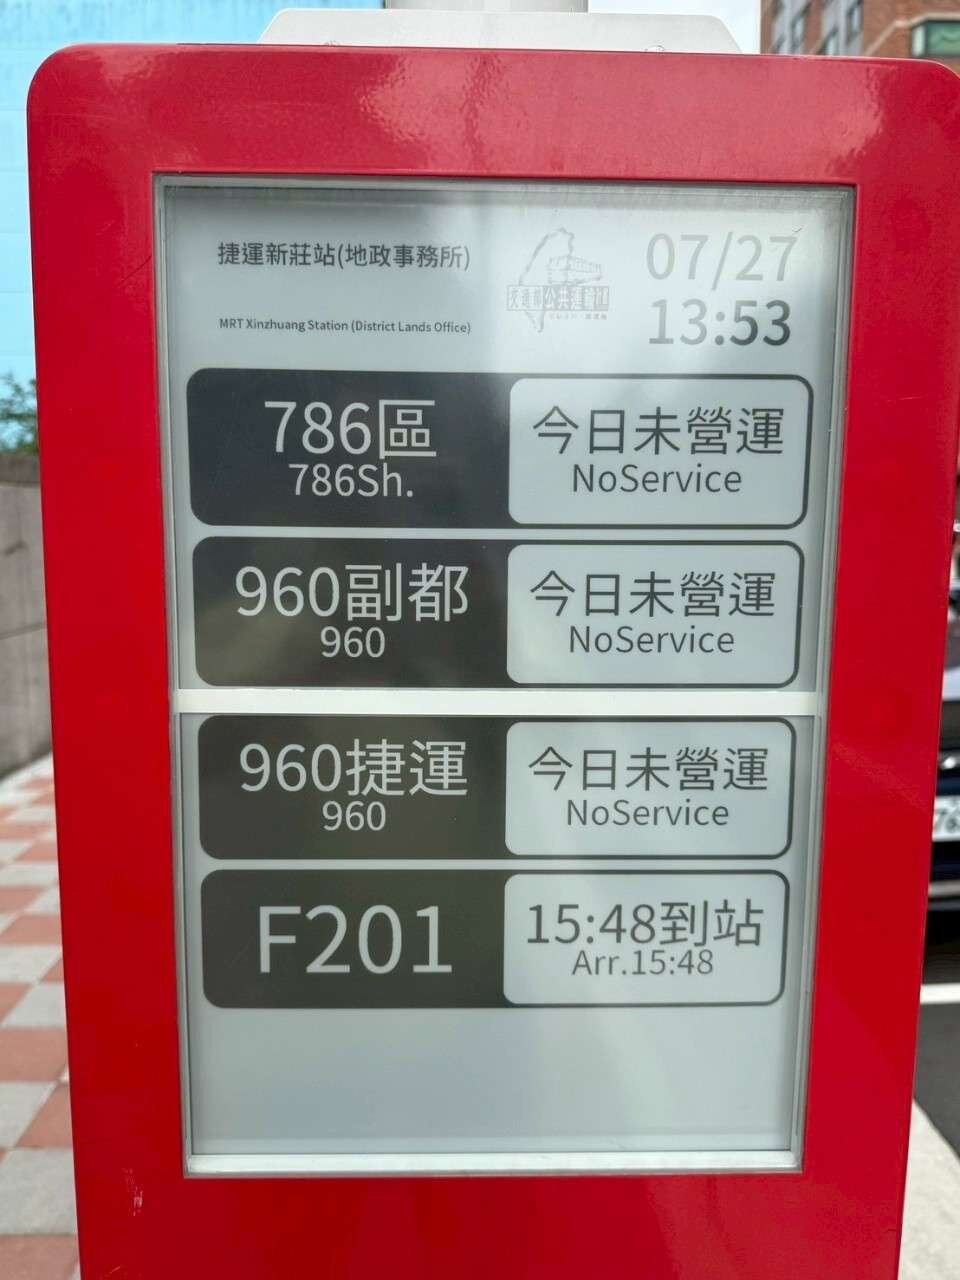 捷運新莊站(地政事務所)
MRT Xinzhuang Station (District Lands Office)
07/27
13:53
786區
786Sh.
今日未營運
NoService
960副都
960
今日未營運
NoService
960捷運
960
今日未營運
NoService
F201
15:48到站
Arr.15:48